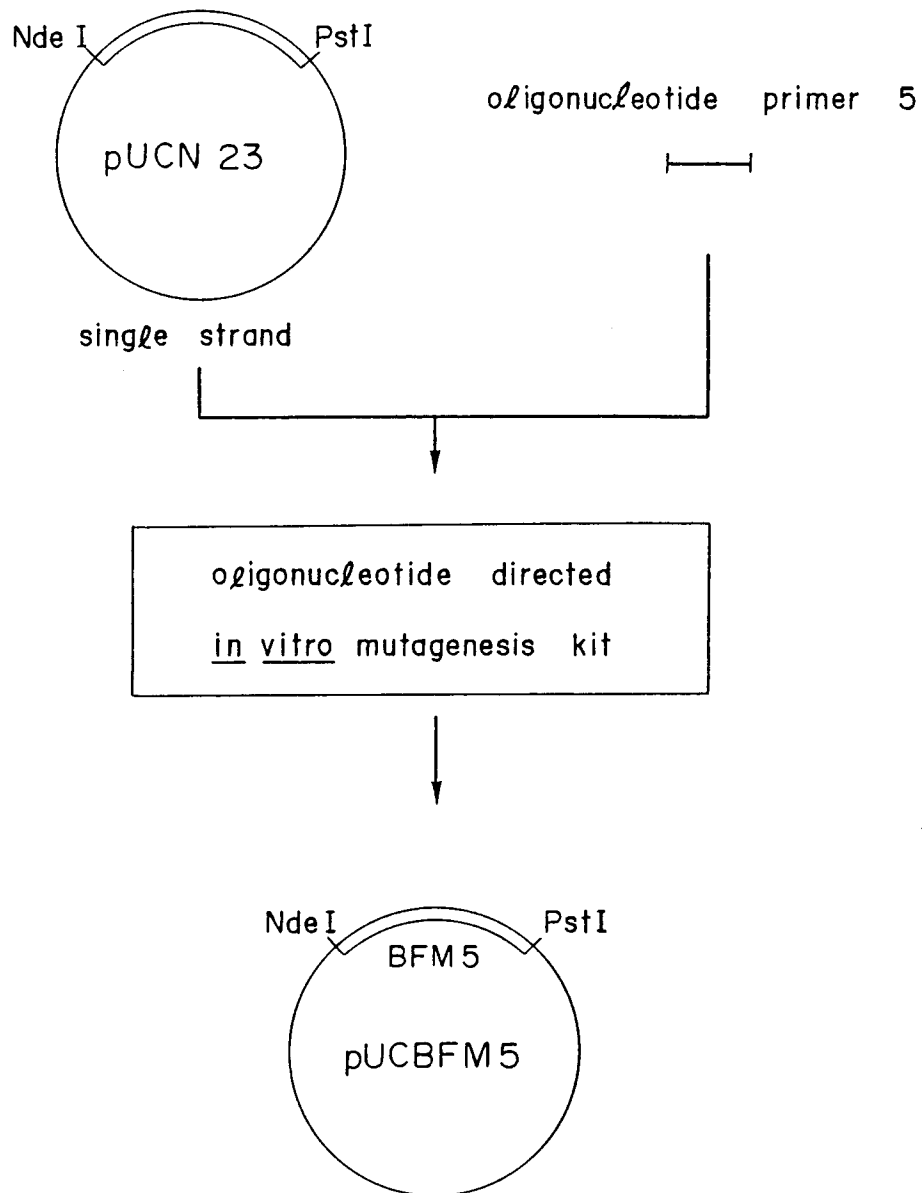 Nde I
PstI
pUCN 23
oligonucleotide primer 5
single strand
oligonucleotide directed
in vitro mutagenesis kit
NdeI
PstI
BFM5
pUCBFM5